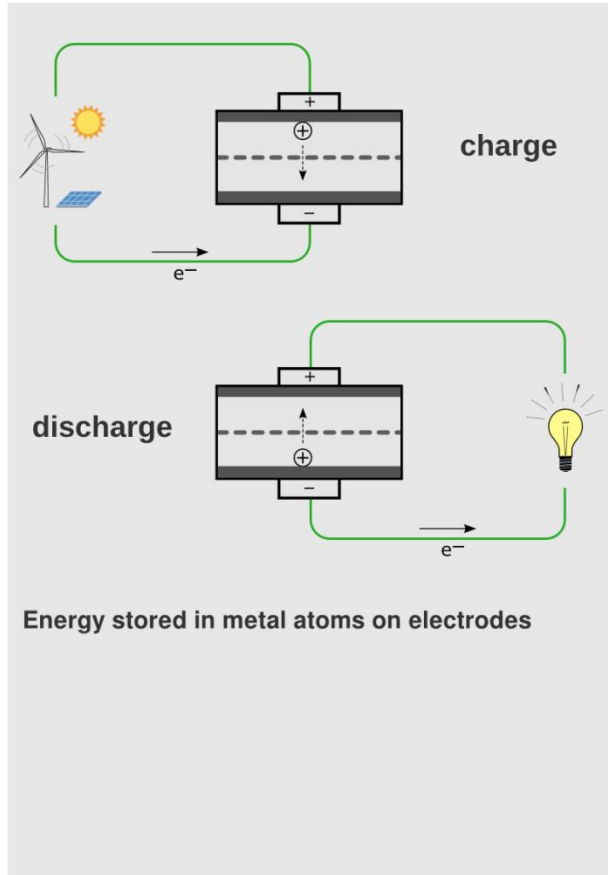 +
+
charge
−
e−
+
discharge
+
−
e−
Energy stored in metal atoms on electrodes